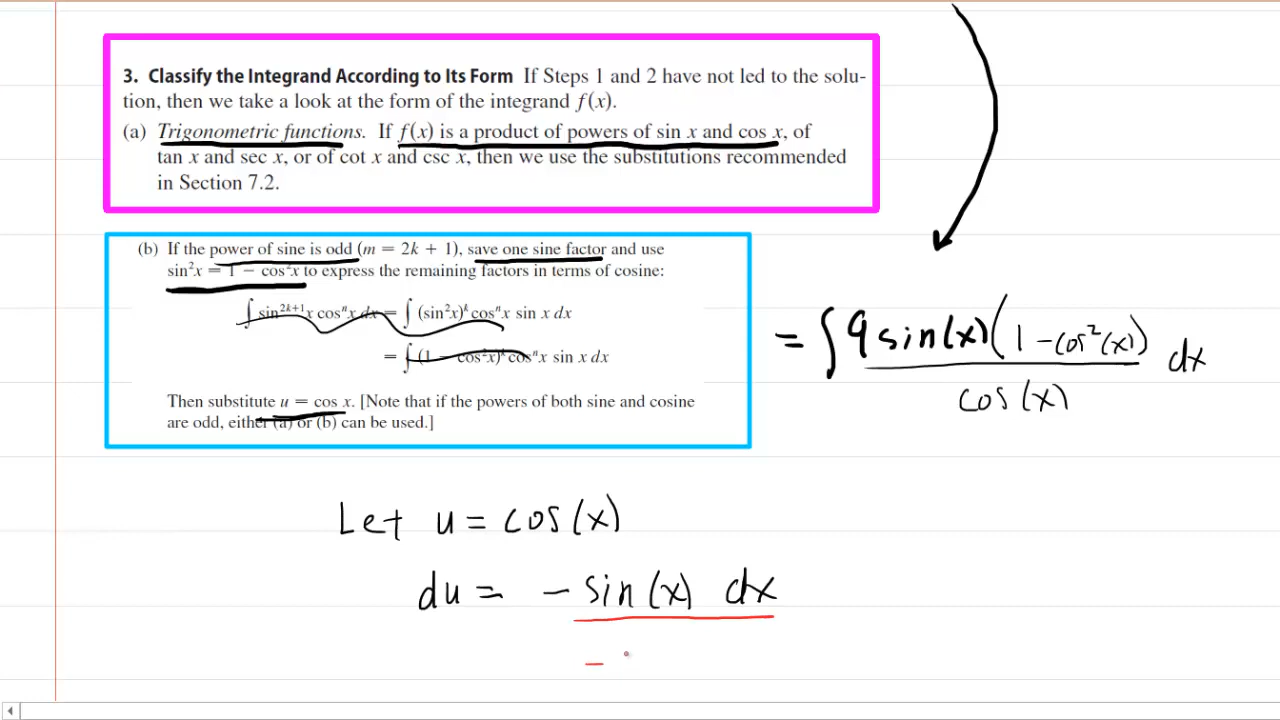 3. Classify the Integrand According to Its Form If Steps 1 and 2 have not led to the solu-
tion, then we take a look at the form of the integrand f(x).
(a) Trigonometric functions. If f(x) is a product of powers of sin x and cos x, of
tan x and sec x, or of cot x and csc x, then we use the substitutions recommended
in Section 7.2.
(b) If the power of sine is odd (m = 2k + 1), save one sine factor and use
sin²x = 1 − cos²x to express the remaining factors in terms of cosine:
∫ sin²ᵏ⁺¹x cosⁿx dx = ∫ (sin²x)ᵏ cosⁿx sin x dx
= ∫ (1 − cos²x)ᵏ cosⁿx sin x dx
Then substitute u = cos x. [Note that if the powers of both sine and cosine
are odd, either (a) or (b) can be used.]
= ∫ 9 sin(x)(1 - cos²(x)) dx
cos(x)
Let u = cos(x)
du = - sin(x) dx
-